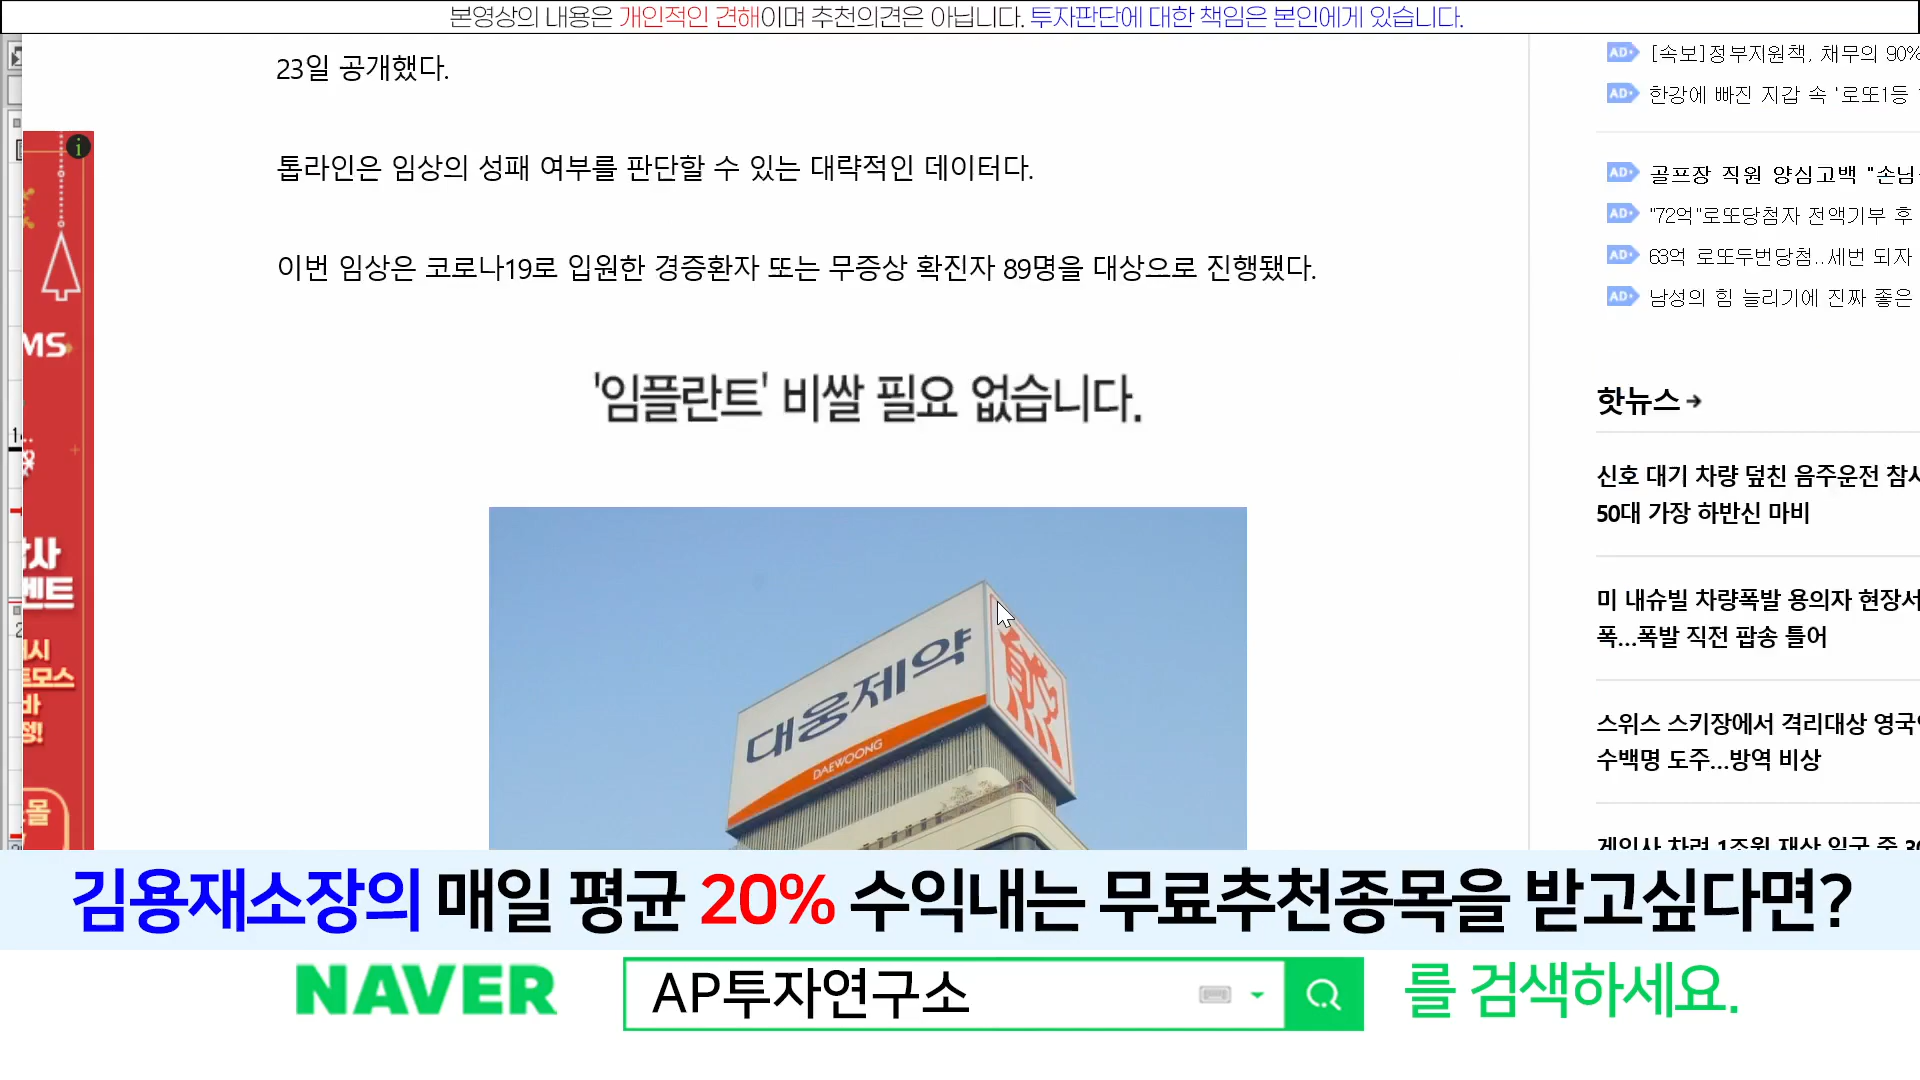 본영상의 내용은 개인적인 견해이며 추천의견은 아닙니다. 투자판단에 대한 책임은 본인에게 있습니다.
23일 공개했다.
톱라인은 임상의 성패 여부를 판단할 수 있는 대략적인 데이터다.
이번 임상은 코로나19로 입원한 경증환자 또는 무증상 확진자 89명을 대상으로 진행됐다.
'임플란트' 비쌀 필요 없습니다.
대웅제약
DAEWOONG
MS
벤트
AD [속보]정부지원책, 채무의 90%
AD 한강에 빠진 지갑 속 '로또1등
AD 골프장 직원 양심고백 "손님
AD "72억"로또당첨자 전액기부 후
AD 63억 로또두번당첨..세번 되자
AD 남성의 힘 늘리기에 진짜 좋은
핫뉴스
신호 대기 차량 덮친 음주운전 참사
50대 가장 하반신 마비
미 내슈빌 차량폭발 용의자 현장서
폭…폭발 직전 팝송 틀어
스위스 스키장에서 격리대상 영국인
수백명 도주…방역 비상
김용재소장의 매일 평균 20% 수익내는 무료추천종목을 받고싶다면?
NAVER AP투자연구소 를 검색하세요.